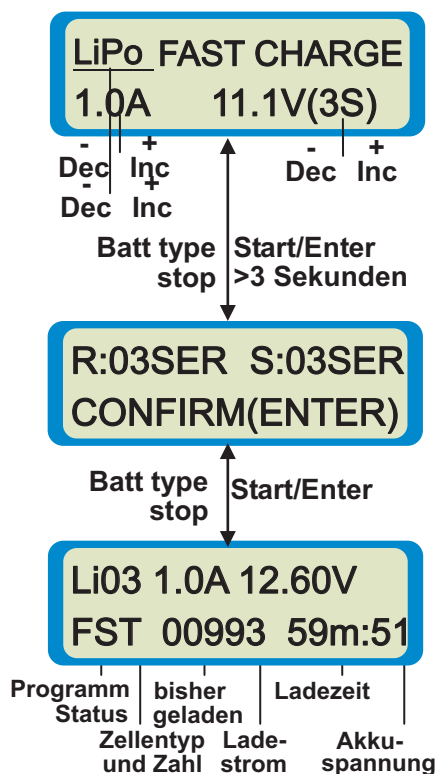 LiPo FAST CHARGE
1.0A 11.1V(3S)
- + - +
Dec Inc Dec Inc
- +
Dec Inc
Batt type Start/Enter
stop >3 Sekunden
R:03SER S:03SER
CONFIRM(ENTER)
Batt type Start/Enter
stop
Li03 1.0A 12.60V
FST 00993 59m:51
Programm bisher Ladezeit
Status geladen
Zellentyp Lade- Akku-
und Zahl strom spannung